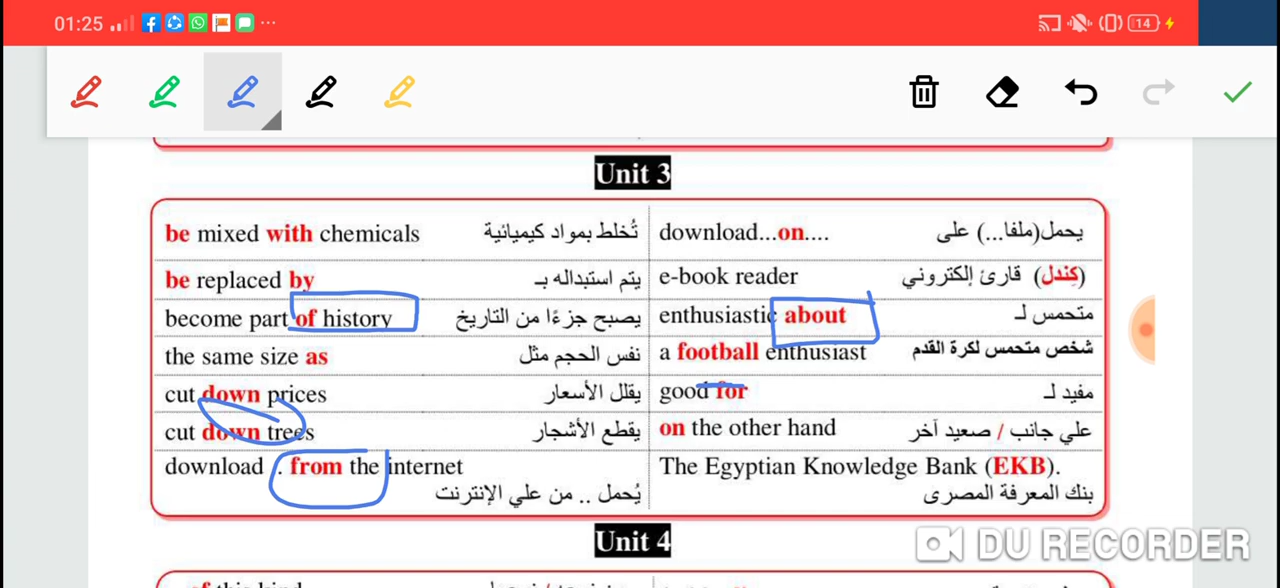 01:25 ... 14
Unit 3
be mixed with chemicals تُخلط بمواد كيميائية download...on.... يحمل(ملفا...) على
be replaced by يتم استبداله بـ e-book reader (كِندل) قارئ إلكتروني
become part of history يصبح جزءًا من التاريخ enthusiastic about متحمس لـ
the same size as نفس الحجم مثل a football enthusiast شخص متحمس لكرة القدم
cut down prices يقلل الأسعار good for مفيد لـ
cut down trees يقطع الأشجار on the other hand علي جانب / صعيد آخر
download . from the internet The Egyptian Knowledge Bank (EKB).
يُحمل .. من علي الإنترنت بنك المعرفة المصرى
DU RECORDER
Unit 4
of this kind